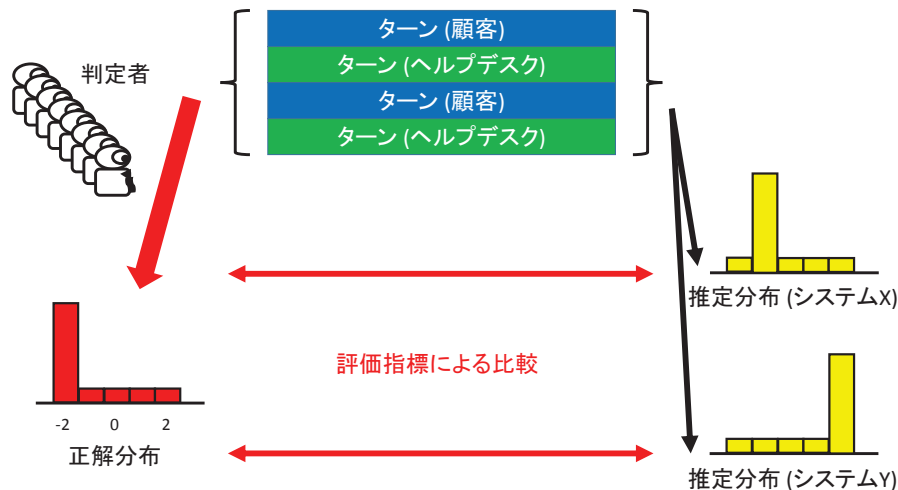 ターン (顧客)
ターン (ヘルプデスク)
ターン (顧客)
ターン (ヘルプデスク)
判定者
推定分布 (システムX)
評価指標による比較
-2 0 2
正解分布
推定分布 (システムY)